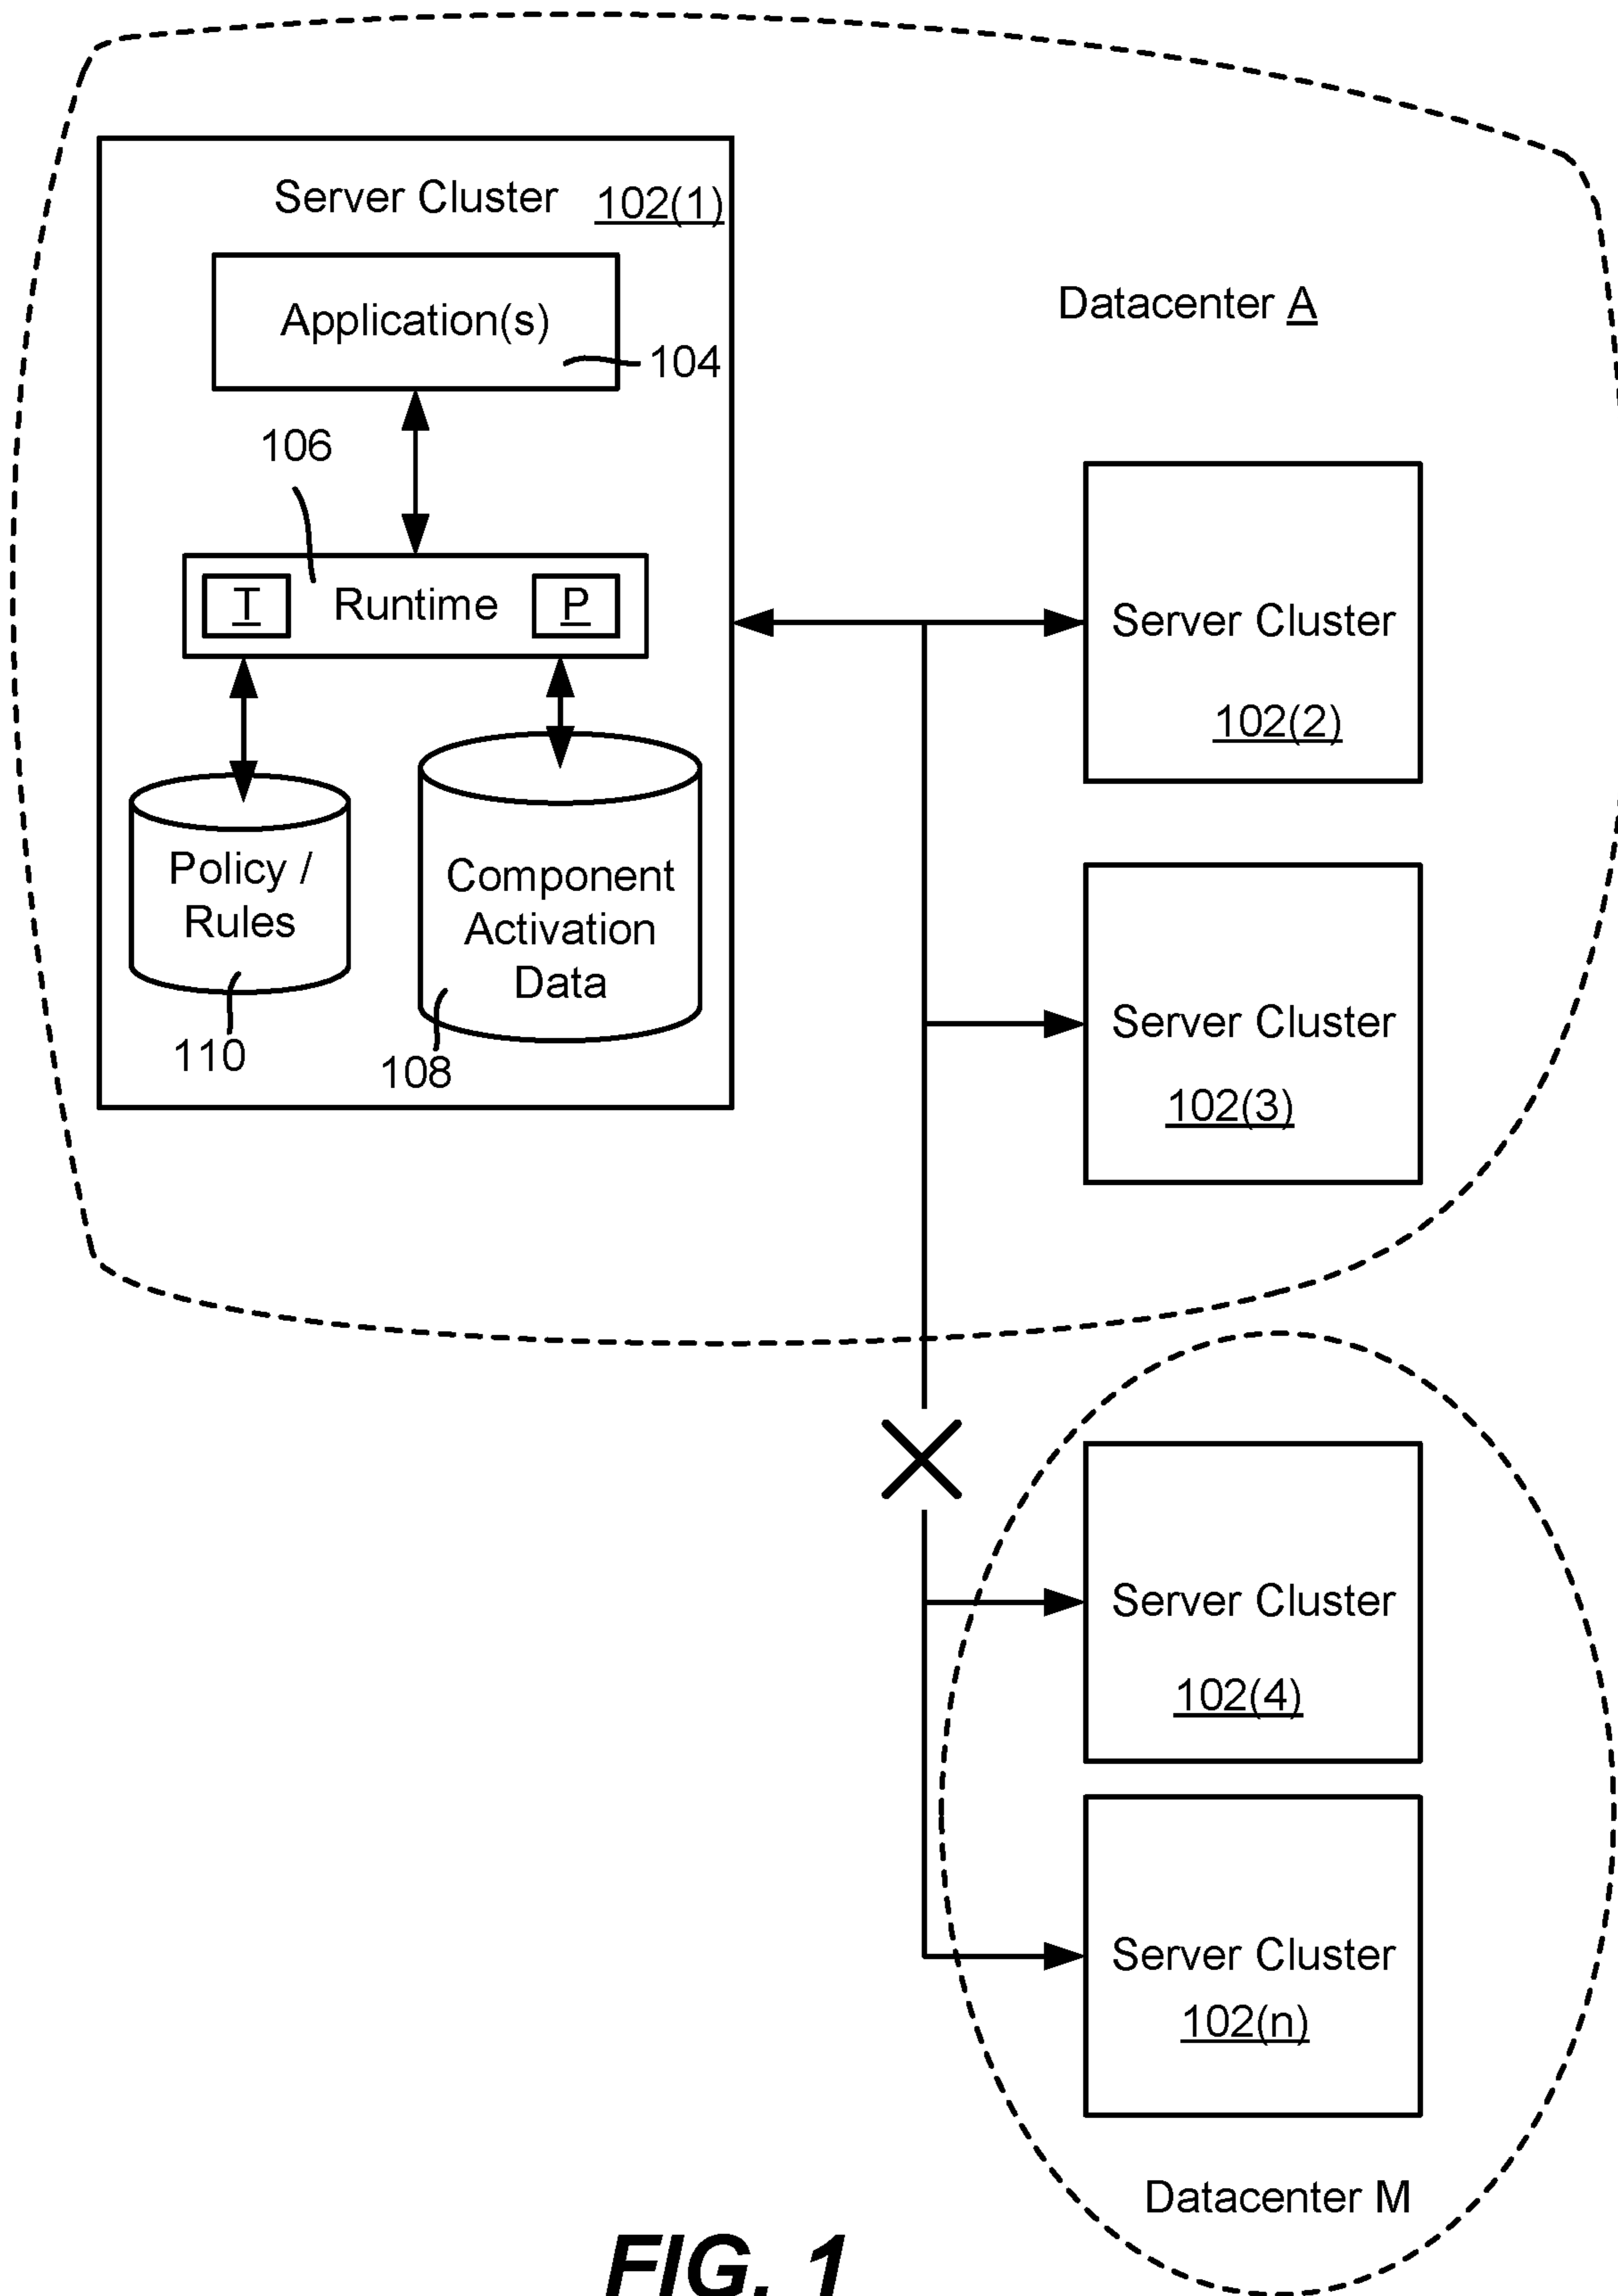 Server Cluster 102(1)
Application(s)
104
106
T Runtime P
Policy /
Rules
110
Component
Activation
Data
108
Datacenter A
Server Cluster
102(2)
Server Cluster
102(3)
Server Cluster
102(4)
Server Cluster
102(n)
Datacenter M
FIG. 1